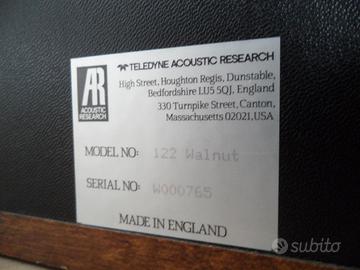 TELEDYNE ACOUSTIC RESEARCH
High Street, Houghton Regis, Dunstable,
Bedfordshire LU5 5QJ, England
330 Turnpike Street, Canton,
Massachusetts 02021, USA
AR
ACOUSTIC
RESEARCH
MODEL NO: 122 Walnut
SERIAL NO: W000765
MADE IN ENGLAND
subito